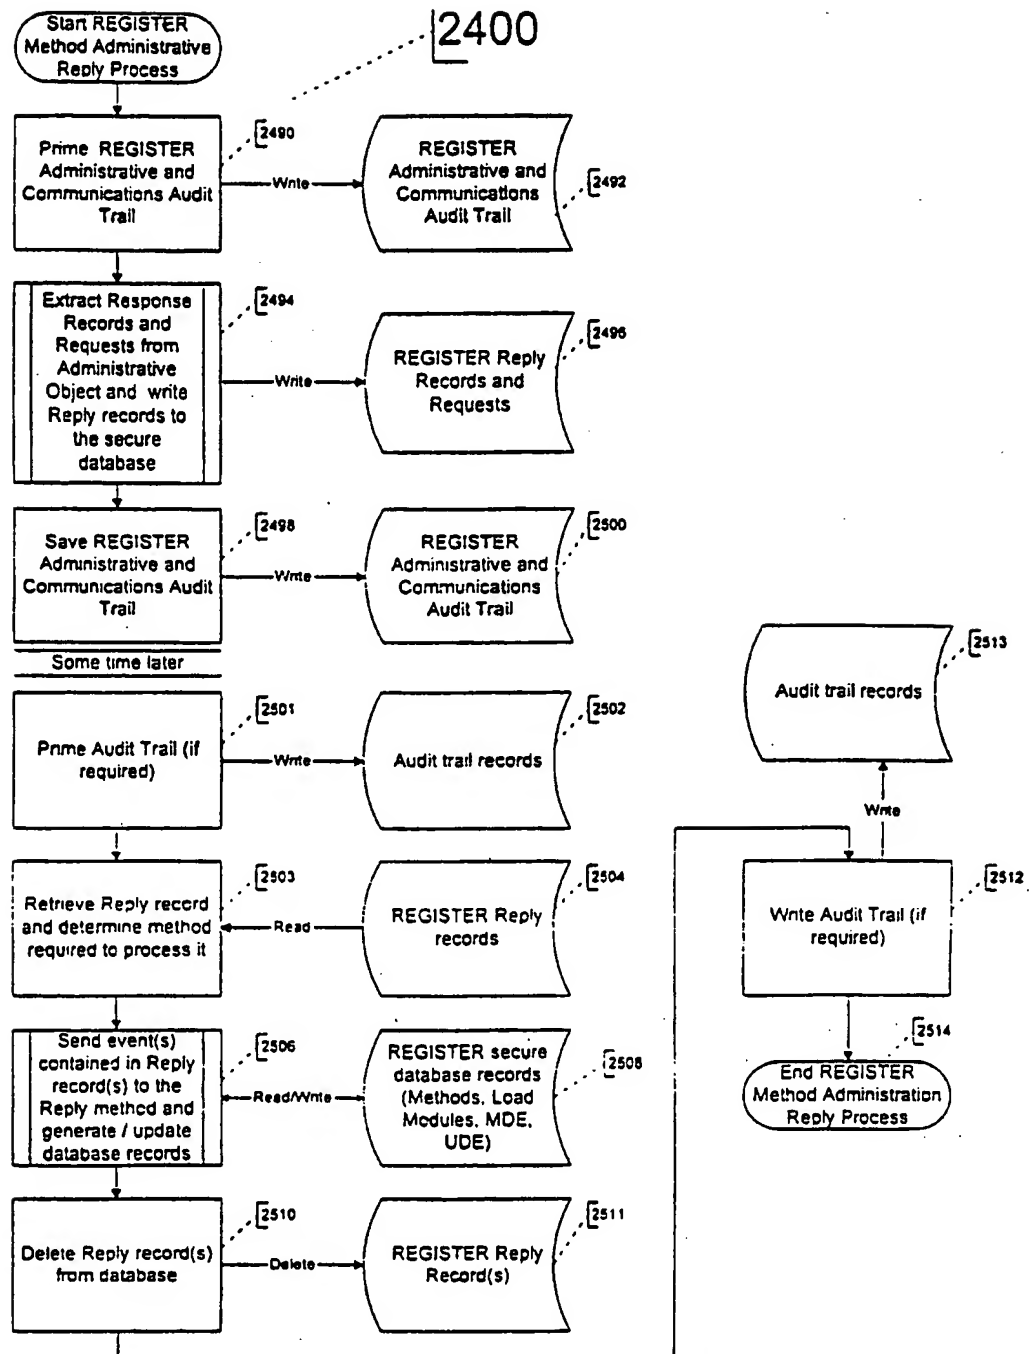 Start REGISTER
Method Administrative
Reply Process
2400
Prime REGISTER
Administrative and
Communications Audit
Trail
2490
Write
REGISTER
Administrative and
Communications
Audit Trail
2492
Extract Response
Records and
Requests from
Administrative
Object and write
Reply records to
the secure
database
2494
Write
REGISTER Reply
Records and
Requests
2496
Save REGISTER
Administrative and
Communications Audit
Trail
2498
Write
REGISTER
Administrative and
Communications
Audit Trail
2500
Some time later
Prime Audit Trail (if
required)
2501
Write
Audit trail records
2502
Retrieve Reply record
and determine method
required to process it
2503
Read
REGISTER Reply
records
2504
Send event(s)
contained in Reply
record(s) to the
Reply method and
generate / update
database records
2506
Read/Write
REGISTER secure
database records
(Methods, Load
Modules, MDE,
UDE)
2508
Delete Reply record(s)
from database
2510
Delete
REGISTER Reply
Record(s)
2511
Audit trail records
2513
Write
Write Audit Trail (if
required)
2512
2514
End REGISTER
Method Administration
Reply Process